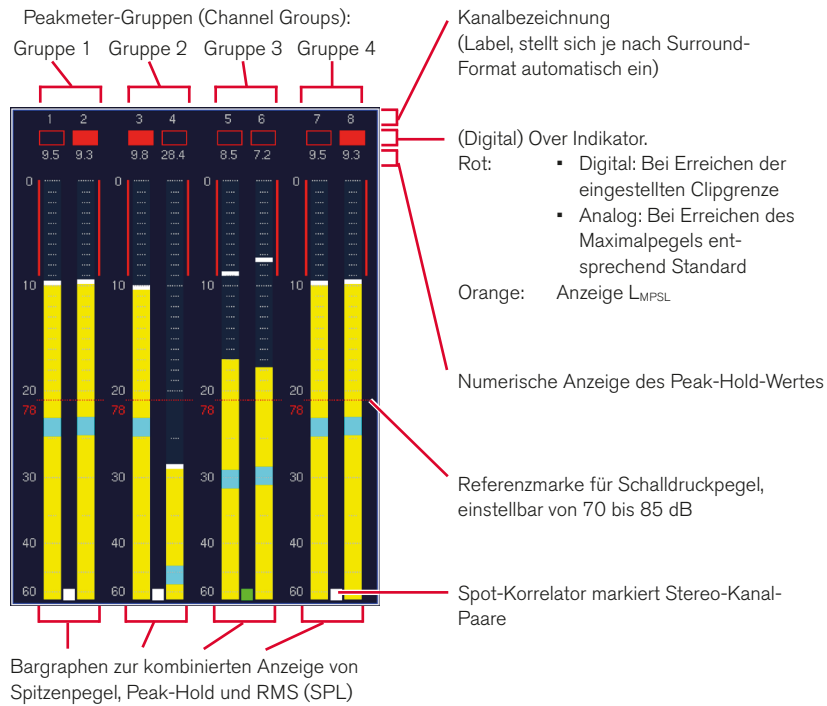 Peakmeter-Gruppen (Channel Groups):
Gruppe 1 Gruppe 2 Gruppe 3 Gruppe 4
Kanalbezeichnung
(Label, stellt sich je nach Surround-
Format automatisch ein)
1 2 3 4 5 6 7 8
9.5 9.3 9.8 28.4 8.5 7.2 9.5 9.3
0 0 0 0
10 10 10 10
20 20 20 20
78 78 78 78
30 30 30 30
40 40 40 40
60 60 60 60
(Digital) Over Indikator.
Rot: ▪ Digital: Bei Erreichen der
eingestellten Clipgrenze
▪ Analog: Bei Erreichen des
Maximalpegels ent-
sprechend Standard
Orange: Anzeige LMPSL
Numerische Anzeige des Peak-Hold-Wertes
Referenzmarke für Schalldruckpegel,
einstellbar von 70 bis 85 dB
Spot-Korrelator markiert Stereo-Kanal-
Paare
Bargraphen zur kombinierten Anzeige von
Spitzenpegel, Peak-Hold und RMS (SPL)